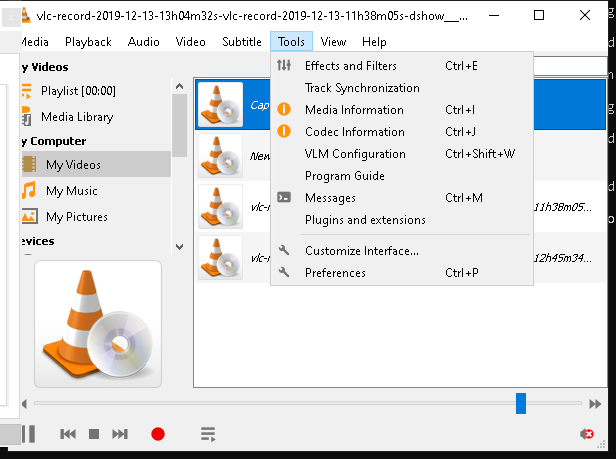 vlc-record-2019-12-13-13h04m32s-vlc-record-2019-12-13-11h38m05s-dshow__...
Media Playback Audio Video Subtitle Tools View Help
y Videos
Playlist [00:00]
Media Library
y Computer
My Videos
My Music
My Pictures
evices
Cap
New
vlc-r
11h38m05...
vlc-r
12h45m34...
Effects and Filters Ctrl+E
Track Synchronization
Media Information Ctrl+I
Codec Information Ctrl+J
VLM Configuration Ctrl+Shift+W
Program Guide
Messages Ctrl+M
Plugins and extensions
Customize Interface...
Preferences Ctrl+P